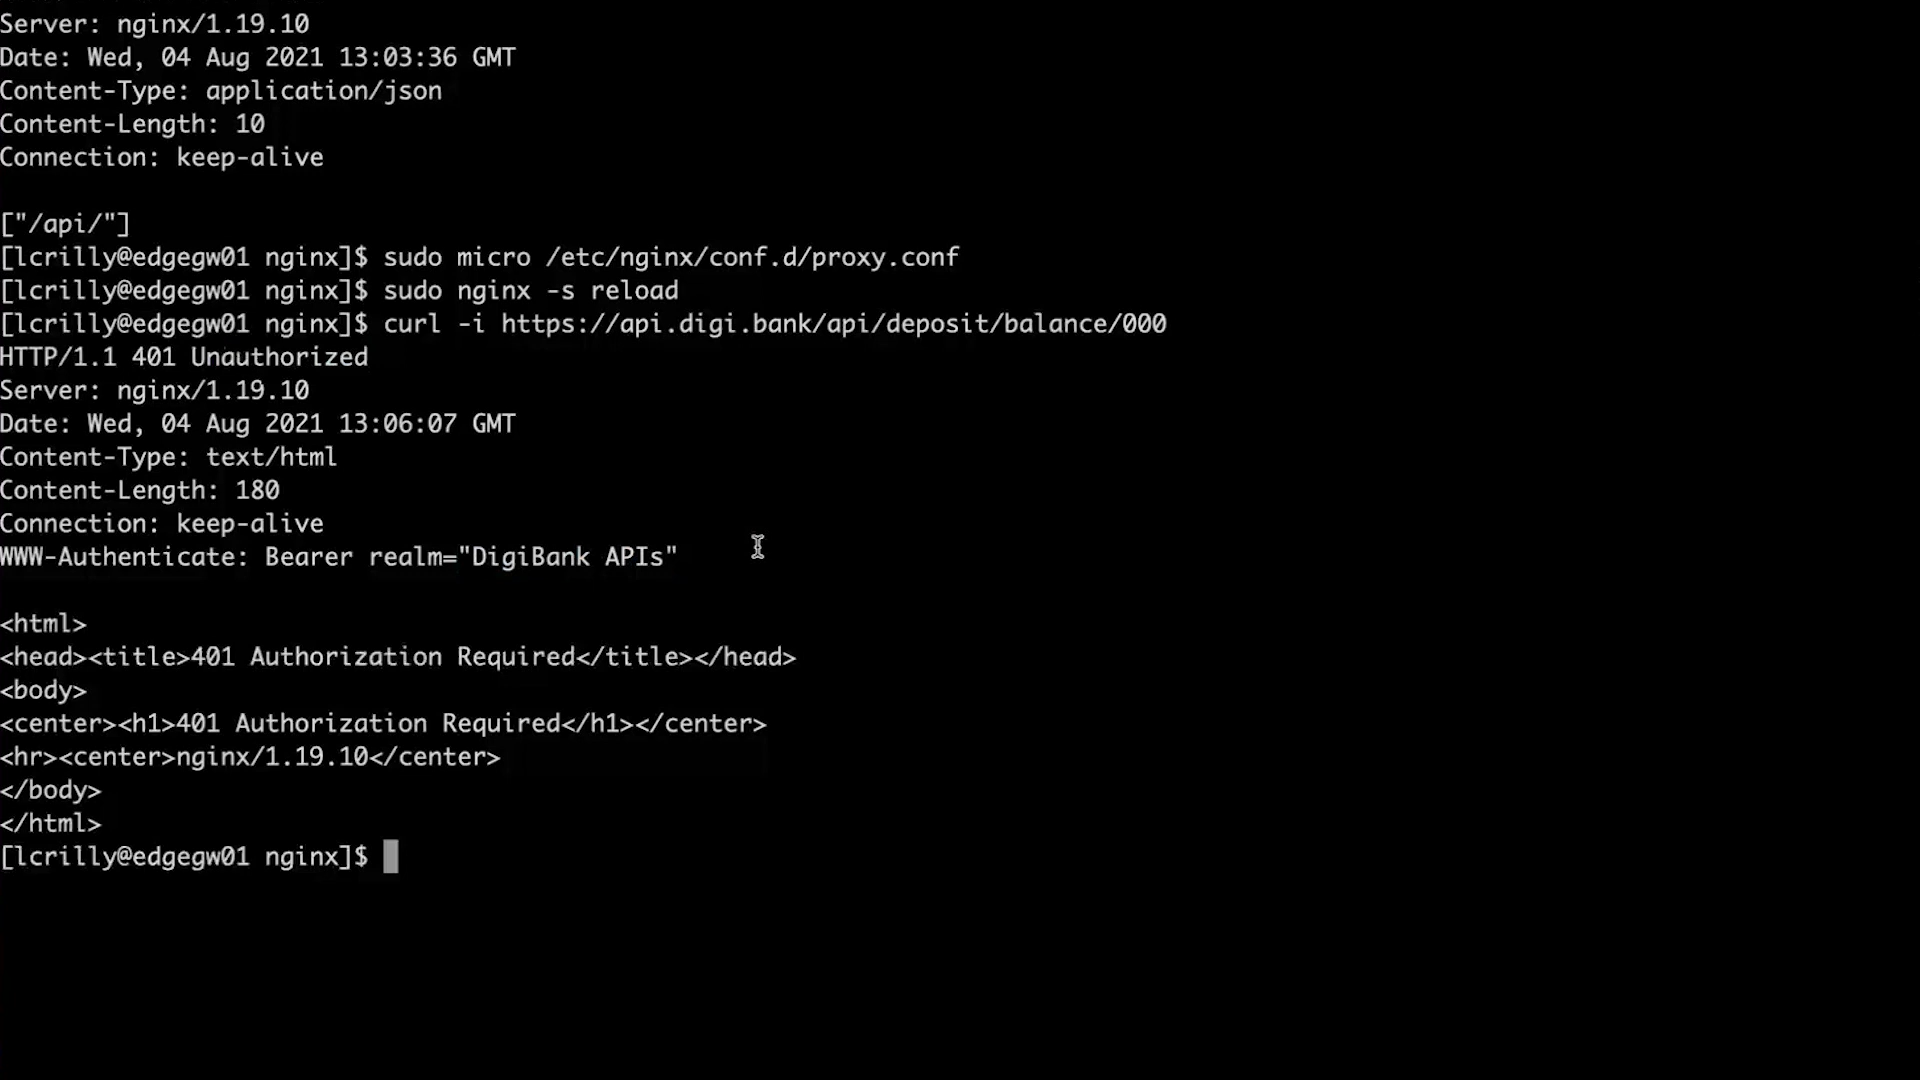 Server: nginx/1.19.10
Date: Wed, 04 Aug 2021 13:03:36 GMT
Content-Type: application/json
Content-Length: 10
Connection: keep-alive
["/api/"]
[lcrilly@edgegw01 nginx]$ sudo micro /etc/nginx/conf.d/proxy.conf
[lcrilly@edgegw01 nginx]$ sudo nginx -s reload
[lcrilly@edgegw01 nginx]$ curl -i https://api.digi.bank/api/deposit/balance/000
HTTP/1.1 401 Unauthorized
Server: nginx/1.19.10
Date: Wed, 04 Aug 2021 13:06:07 GMT
Content-Type: text/html
Content-Length: 180
Connection: keep-alive
WWW-Authenticate: Bearer realm="DigiBank APIs"
<html>
<head><title>401 Authorization Required</title></head>
<body>
<center><h1>401 Authorization Required</h1></center>
<hr><center>nginx/1.19.10</center>
</body>
</html>
[lcrilly@edgegw01 nginx]$